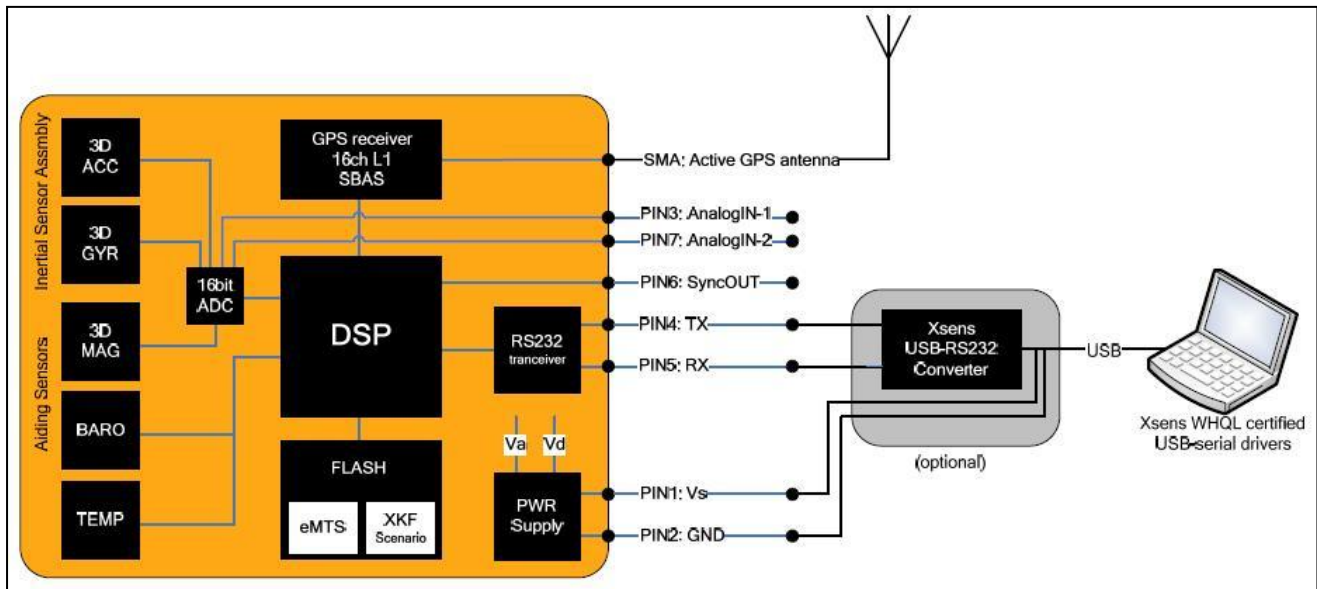 Inertial Sensor Assmbly
Aiding Sensors
3D
ACC
3D
GYR
3D
MAG
BARO
TEMP
16bit
ADC
GPS receiver
16ch L1
SBAS
DSP
FLASH
eMTS
XKF
Scenario
RS232
tranceiver
Va
Vd
PWR
Supply
SMA: Active GPS antenna
PIN3: AnalogIN-1
PIN7: AnalogIN-2
PIN6: SyncOUT
PIN4: TX
PIN5: RX
PIN1: Vs
PIN2: GND
Xsens
USB-RS232
Converter
(optional)
USB
Xsens WHQL certified
USB-serial drivers